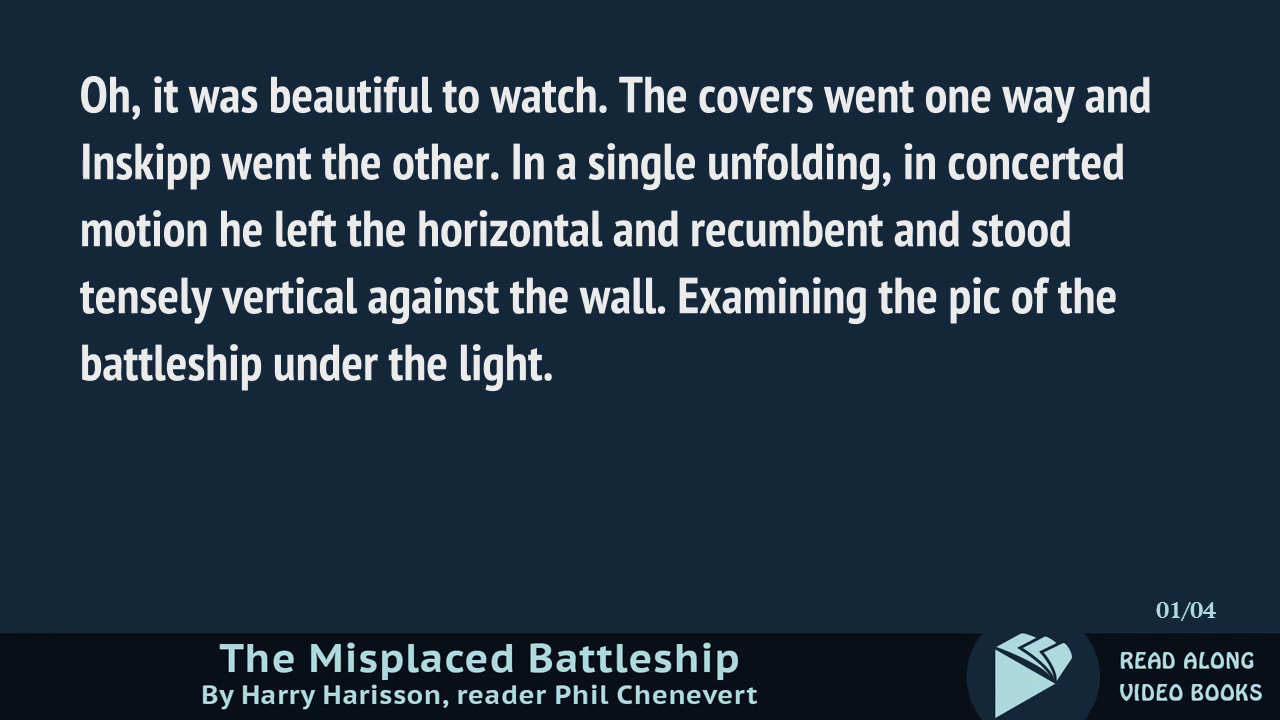 Oh, it was beautiful to watch. The covers went one way and
Inskipp went the other. In a single unfolding, in concerted
motion he left the horizontal and recumbent and stood
tensely vertical against the wall. Examining the pic of the
battleship under the light.
01/04
The Misplaced Battleship
By Harry Harisson, reader Phil Chenevert
READ ALONG
VIDEO BOOKS